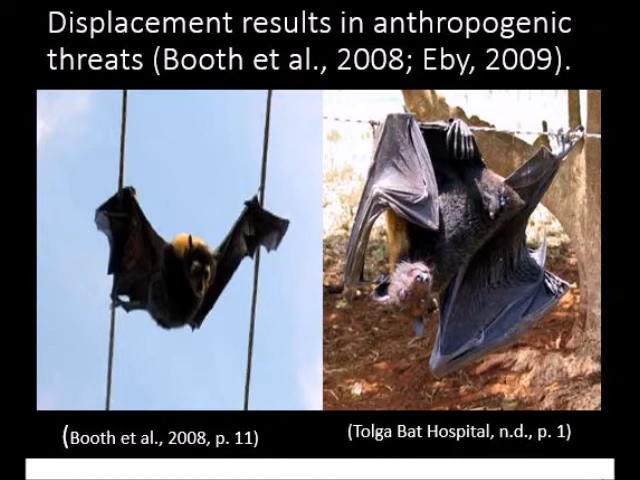 Displacement results in anthropogenic
threats (Booth et al., 2008; Eby, 2009).
(Booth et al., 2008, p. 11)
(Tolga Bat Hospital, n.d., p. 1)